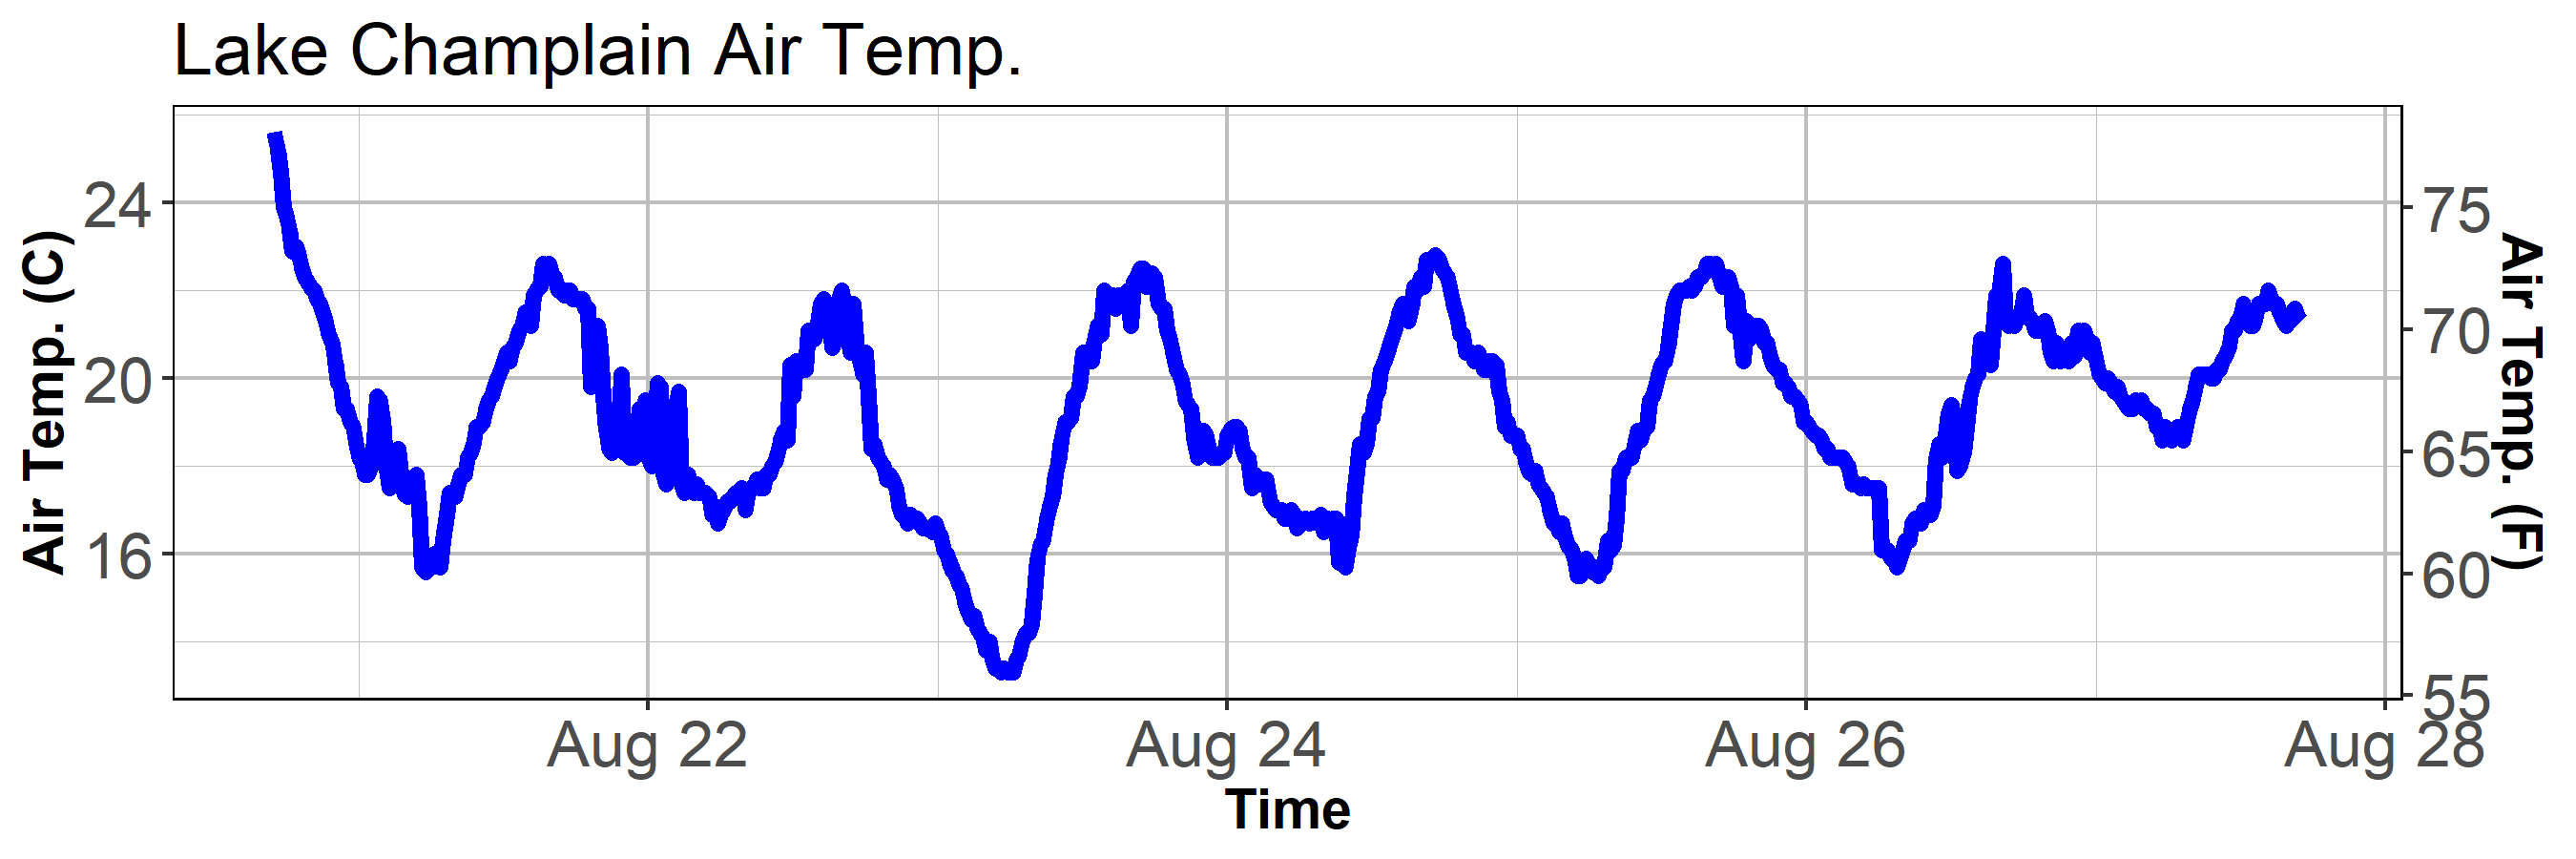 Lake Champlain Air Temp.
Air Temp. (C)
24
20
16
75
70
65
60
55
Air Temp. (F)
Aug 22
Aug 24
Aug 26
Aug 28
Time